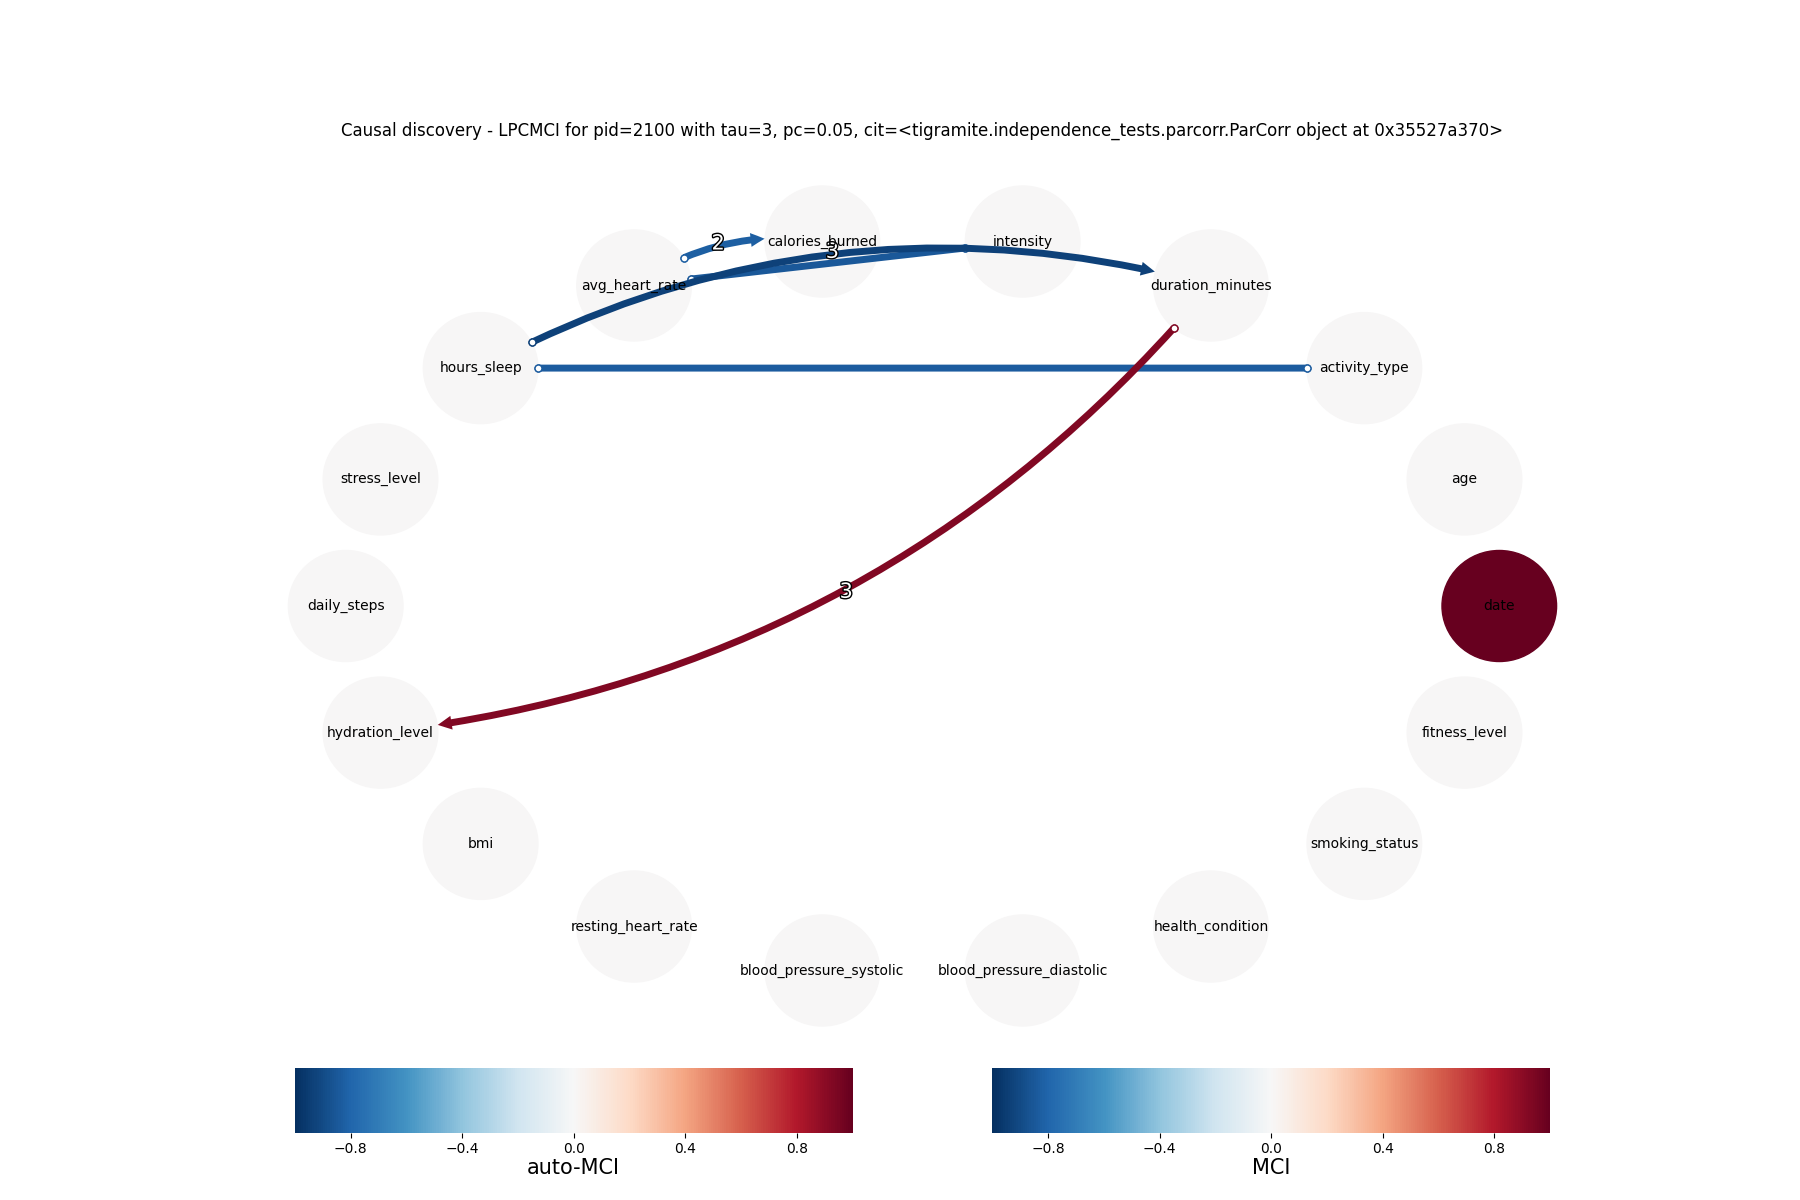 Causal discovery - LPCMCI for pid=2100 with tau=3, pc=0.05, cit=<tigramite.independence_tests.parcorr.ParCorr object at 0x35527a370>
2
calories_burned
intensity
3
avg_heart_rate
duration_minutes
hours_sleep
activity_type
stress_level
age
3
daily_steps
date
hydration_level
fitness_level
bmi
smoking_status
resting_heart_rate
health_condition
blood_pressure_systolic
blood_pressure_diastolic
−0.8 −0.4 0.0 0.4 0.8
auto-MCI
−0.8 −0.4 0.0 0.4 0.8
MCI